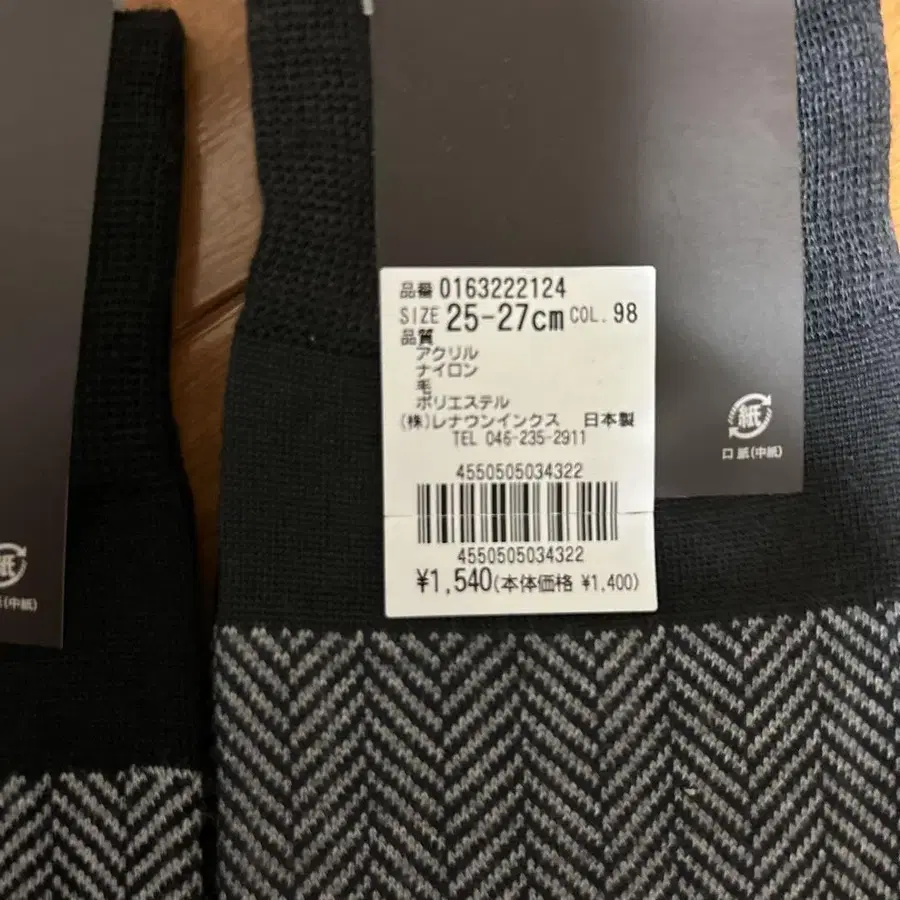 品番 0163222124
SIZE 25-27cm COL. 98
品質
アクリル
ナイロン
毛
ポリエステル
(株)レナウンインクス 日本製
TEL 046-235-2911
4550505034322
4550505034322
¥1,540(本体価格 ¥1,400)
紙
口 紙(中紙)
紙
紙(中紙)